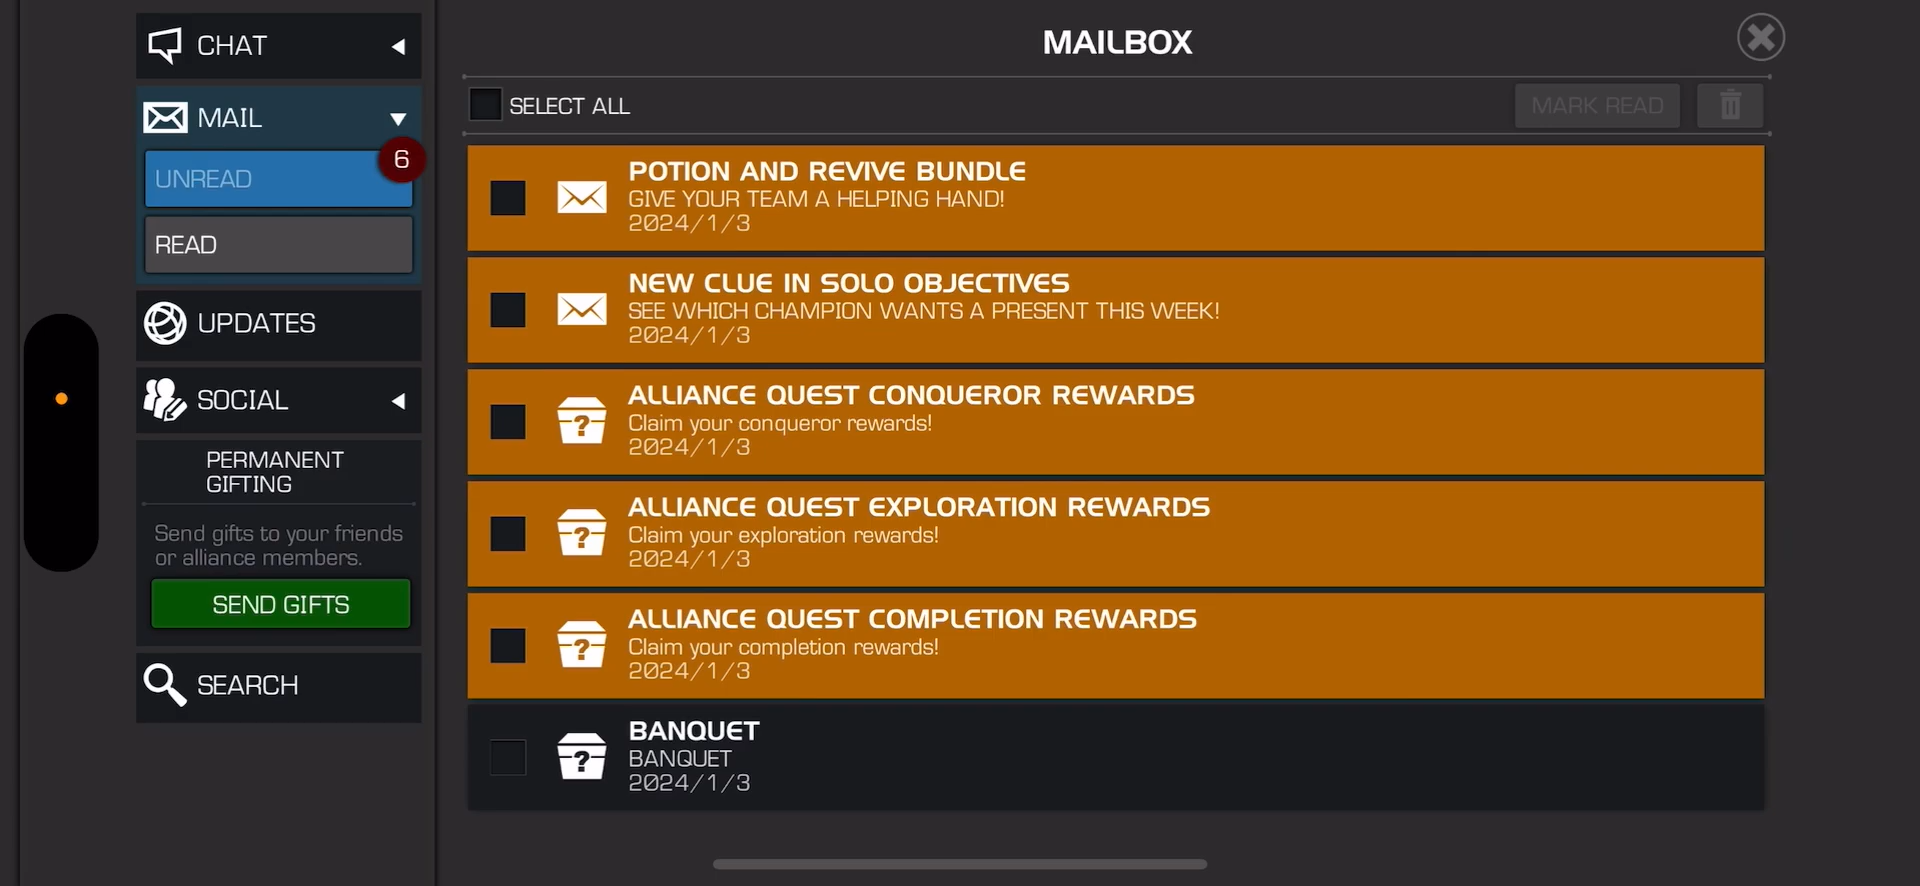 CHAT
MAIL
6
UNREAD
READ
UPDATES
SOCIAL
PERMANENT
GIFTING
Send gifts to your friends
or alliance members.
SEND GIFTS
SEARCH
MAILBOX
SELECT ALL
MARK READ
POTION AND REVIVE BUNDLE
GIVE YOUR TEAM A HELPING HAND!
2024/1/3
NEW CLUE IN SOLO OBJECTIVES
SEE WHICH CHAMPION WANTS A PRESENT THIS WEEK!
2024/1/3
ALLIANCE QUEST CONQUEROR REWARDS
Claim your conqueror rewards!
2024/1/3
ALLIANCE QUEST EXPLORATION REWARDS
Claim your exploration rewards!
2024/1/3
ALLIANCE QUEST COMPLETION REWARDS
Claim your completion rewards!
2024/1/3
BANQUET
BANQUET
2024/1/3